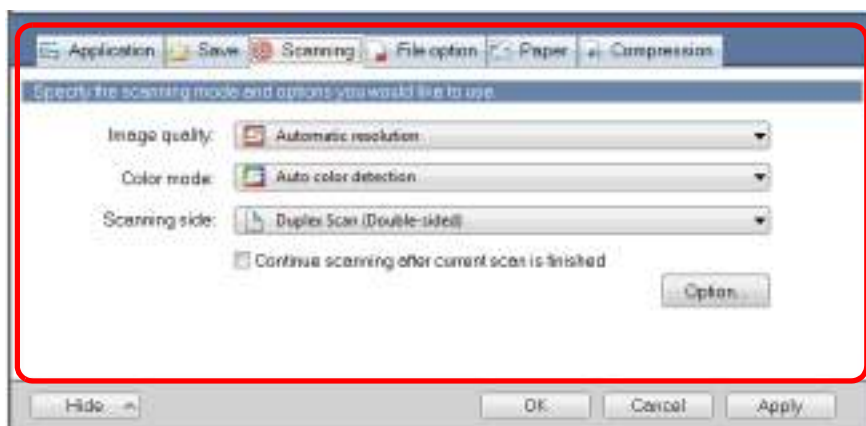 Application Save Scanning File option Paper Compression
Specify the scanning mode and options you would like to use.
Image quality: Automatic resolution
Color mode: Auto color detection
Scanning side: Duplex Scan (Double-sided)
Continue scanning after current scan is finished
Option...
Hide OK Cancel Apply